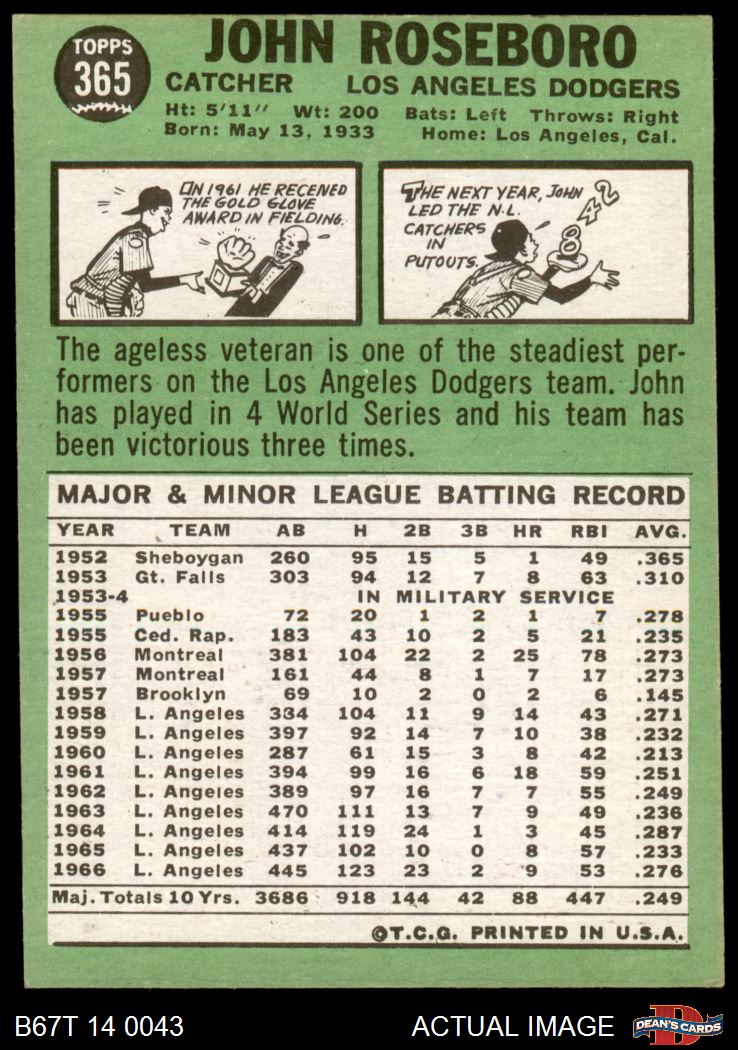 TOPPS
365
JOHN ROSEBORO
CATCHER LOS ANGELES DODGERS
Ht: 5'11" Wt: 200 Bats: Left Throws: Right
Born: May 13, 1933 Home: Los Angeles, Cal.
IN 1961 HE RECENED
THE GOLD GLOVE
AWARD IN FIELDING.
THE NEXT YEAR, JOHN
LED THE N.L.
CATCHERS
IN
PUTOUTS.
842
The ageless veteran is one of the steadiest per-
formers on the Los Angeles Dodgers team. John
has played in 4 World Series and his team has
been victorious three times.
MAJOR & MINOR LEAGUE BATTING RECORD
YEAR TEAM AB H 2B 3B HR RBI AVG.
1952 Sheboygan 260 95 15 5 1 49 .365
1953 Gt. Falls 303 94 12 7 8 63 .310
1953-4 IN MILITARY SERVICE
1955 Pueblo 72 20 1 2 1 7 .278
1955 Ced. Rap. 183 43 10 2 5 21 .235
1956 Montreal 381 104 22 2 25 78 .273
1957 Montreal 161 44 8 1 7 17 .273
1957 Brooklyn 69 10 2 0 2 6 .145
1958 L. Angeles 334 104 11 9 14 43 .271
1959 L. Angeles 397 92 14 7 10 38 .232
1960 L. Angeles 287 61 15 3 8 42 .213
1961 L. Angeles 394 99 16 6 18 59 .251
1962 L. Angeles 389 97 16 7 7 55 .249
1963 L. Angeles 470 111 13 7 9 49 .236
1964 L. Angeles 414 119 24 1 3 45 .287
1965 L. Angeles 437 102 10 0 8 57 .233
1966 L. Angeles 445 123 23 2 9 53 .276
Maj. Totals 10 Yrs. 3686 918 144 42 88 447 .249
©T.C.G. PRINTED IN U.S.A.
B67T 14 0043 ACTUAL IMAGE
D
DEAN'S CARDS